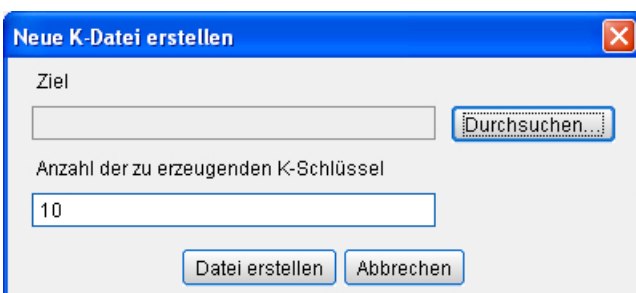 Neue K-Datei erstellen
Ziel
Durchsuchen...
Anzahl der zu erzeugenden K-Schlüssel
10
Datei erstellen Abbrechen